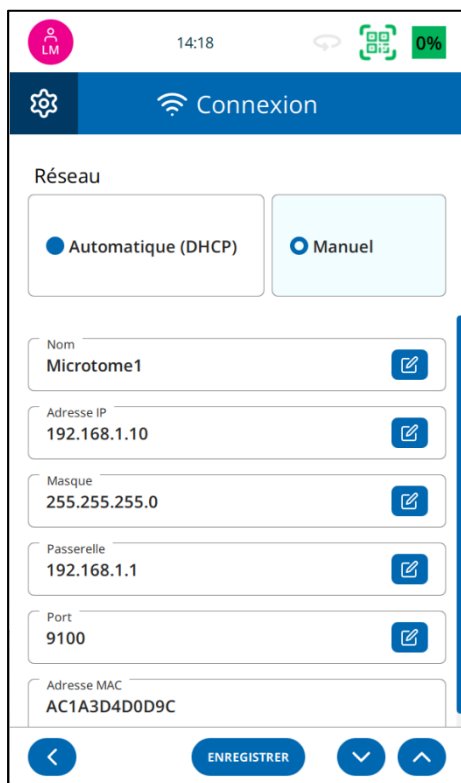 LM
14:18
0%
Connexion
Réseau
Automatique (DHCP)
Manuel
Nom
Microtome1
Adresse IP
192.168.1.10
Masque
255.255.255.0
Passerelle
192.168.1.1
Port
9100
Adresse MAC
AC1A3D4D0D9C
ENREGISTRER